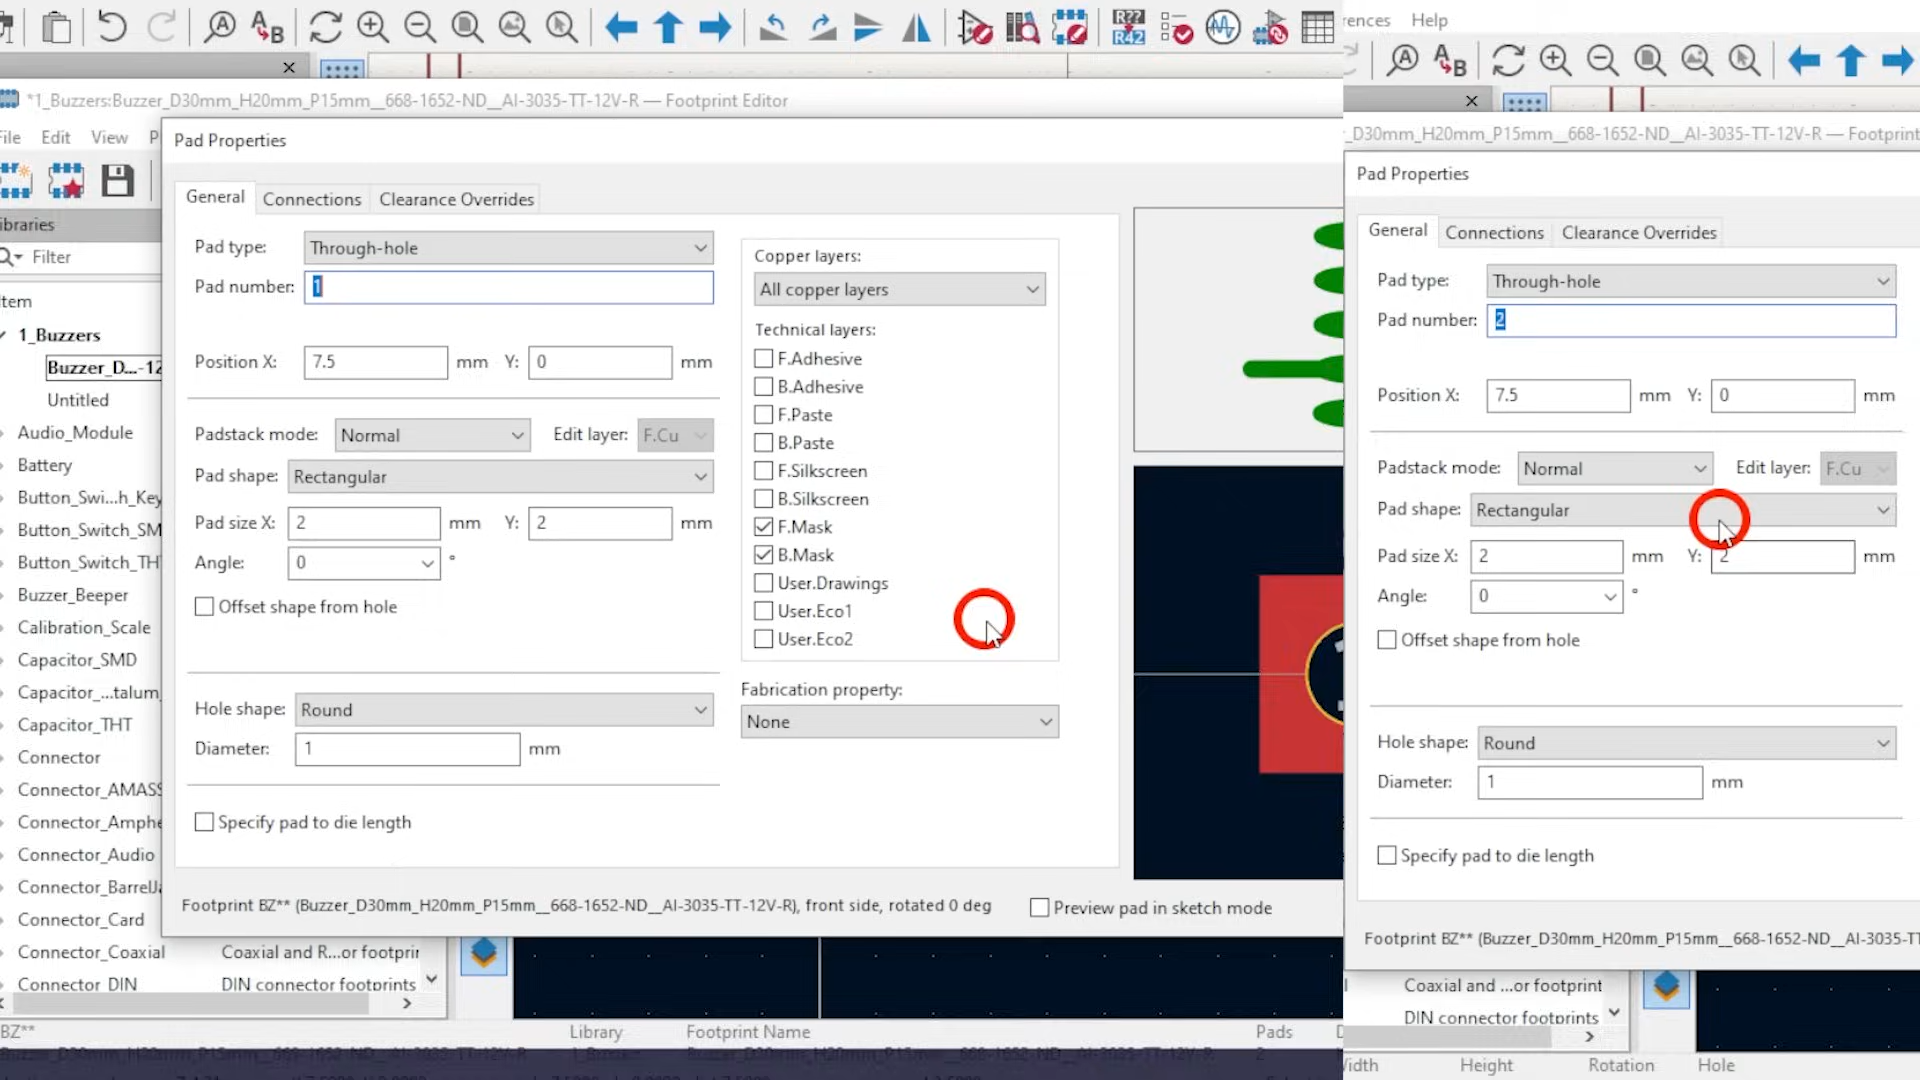 *1_Buzzers:Buzzer_D30mm_H20mm_P15mm__668-1652-ND__AI-3035-TT-12V-R — Footprint Editor
File Edit View P
Pad Properties
General Connections Clearance Overrides
Libraries
Filter
Item
1_Buzzers
Buzzer_D...-12
Untitled
Audio_Module
Battery
Button_Swi...h_Key
Button_Switch_SM
Button_Switch_TH
Buzzer_Beeper
Calibration_Scale
Capacitor_SMD
Capacitor_...talum_
Capacitor_THT
Connector
Connector_AMASS
Connector_Amphe
Connector_Audio
Connector_BarrelJa
Connector_Card
Connector_Coaxial Coaxial and R...or footprin
Connector_DIN DIN connector footprints
Pad type: Through-hole
Pad number: 1
Position X: 7.5 mm Y: 0 mm
Padstack mode: Normal Edit layer: F.Cu
Pad shape: Rectangular
Pad size X: 2 mm Y: 2 mm
Angle: 0 °
Offset shape from hole
Hole shape: Round
Diameter: 1 mm
Specify pad to die length
Copper layers:
All copper layers
Technical layers:
F.Adhesive
B.Adhesive
F.Paste
B.Paste
F.Silkscreen
B.Silkscreen
F.Mask
B.Mask
User.Drawings
User.Eco1
User.Eco2
Fabrication property:
None
Footprint BZ** (Buzzer_D30mm_H20mm_P15mm__668-1652-ND__AI-3035-TT-12V-R), front side, rotated 0 deg
Preview pad in sketch mode
BZ** Library Footprint Name Pads
R??
R42
A
B
rences Help
A
B
_D30mm_H20mm_P15mm__668-1652-ND__AI-3035-TT-12V-R — Footprint
Pad Properties
General Connections Clearance Overrides
Pad type: Through-hole
Pad number: 2
Position X: 7.5 mm Y: 0 mm
Padstack mode: Normal Edit layer: F.Cu
Pad shape: Rectangular
Pad size X: 2 mm Y: 2 mm
Angle: 0 °
Offset shape from hole
Hole shape: Round
Diameter: 1 mm
Specify pad to die length
Footprint BZ** (Buzzer_D30mm_H20mm_P15mm__668-1652-ND__AI-3035-TT
Coaxial and ...or footprint
DIN connector footprints
Width Height Rotation Hole